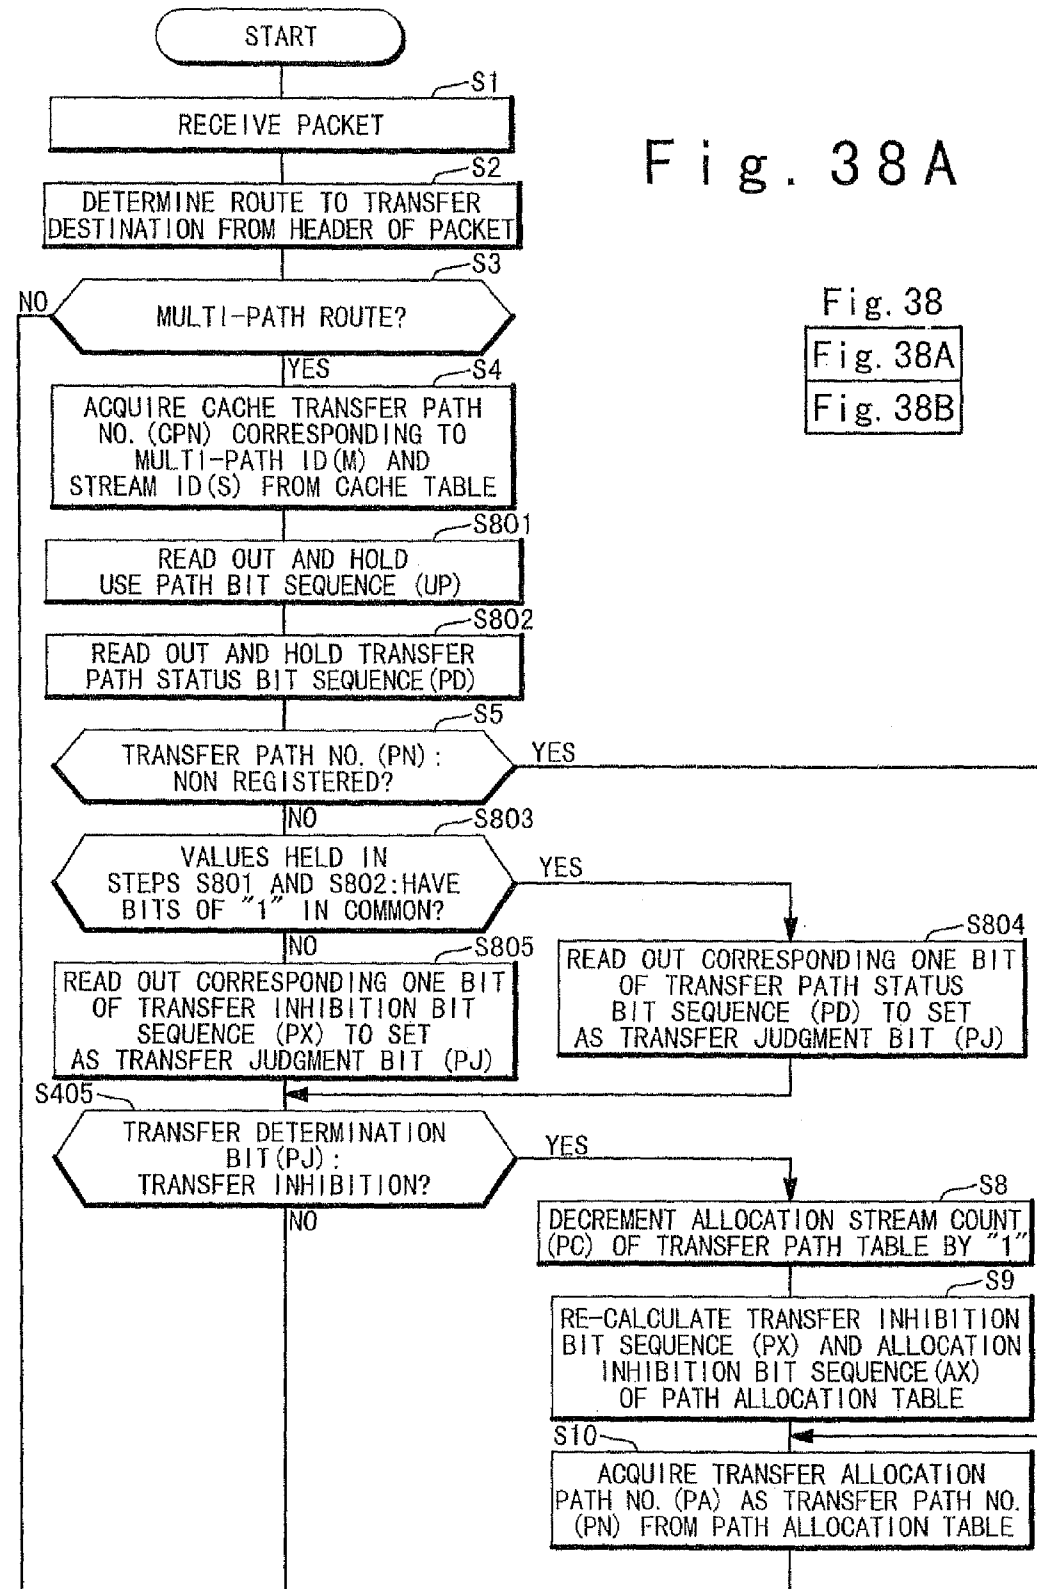 START
S1
RECEIVE PACKET
Fig. 38A
S2
DETERMINE ROUTE TO TRANSFER
DESTINATION FROM HEADER OF PACKET
S3
NO
MULTI-PATH ROUTE?
Fig. 38
Fig. 38A
Fig. 38B
YES
S4
ACQUIRE CACHE TRANSFER PATH
NO. (CPN) CORRESPONDING TO
MULTI-PATH ID(M) AND
STREAM ID(S) FROM CACHE TABLE
S801
READ OUT AND HOLD
USE PATH BIT SEQUENCE (UP)
S802
READ OUT AND HOLD TRANSFER
PATH STATUS BIT SEQUENCE(PD)
S5
TRANSFER PATH NO. (PN) :
NON REGISTERED?
YES
NO
S803
VALUES HELD IN
STEPS S801 AND S802:HAVE
BITS OF "1" IN COMMON?
YES
NO
S805
READ OUT CORRESPONDING ONE BIT
OF TRANSFER INHIBITION BIT
SEQUENCE (PX) TO SET
AS TRANSFER JUDGMENT BIT (PJ)
S804
READ OUT CORRESPONDING ONE BIT
OF TRANSFER PATH STATUS
BIT SEQUENCE (PD) TO SET
AS TRANSFER JUDGMENT BIT (PJ)
S405
TRANSFER DETERMINATION
BIT(PJ) :
TRANSFER INHIBITION?
YES
NO
S8
DECREMENT ALLOCATION STREAM COUNT
(PC) OF TRANSFER PATH TABLE BY "1"
S9
RE-CALCULATE TRANSFER INHIBITION
BIT SEQUENCE (PX) AND ALLOCATION
INHIBITION BIT SEQUENCE(AX)
OF PATH ALLOCATION TABLE
S10
ACQUIRE TRANSFER ALLOCATION
PATH NO. (PA) AS TRANSFER PATH NO.
(PN) FROM PATH ALLOCATION TABLE